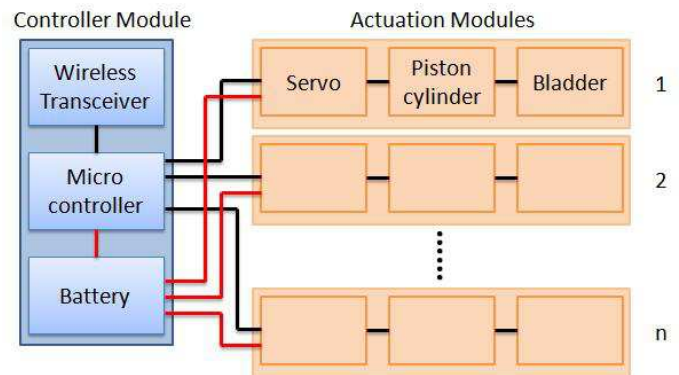 Controller Module
Actuation Modules
Wireless
Transceiver
Micro
controller
Battery
Servo
Piston
cylinder
Bladder
1
2
n